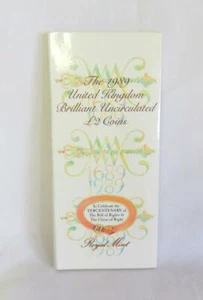 The 1989
United Kingdom
Brilliant Uncirculated
£2 Coins
1689
1989
To Celebrate the
TERCENTENARY of
The Bill of Rights &
The Claim of Right
Royal Mint